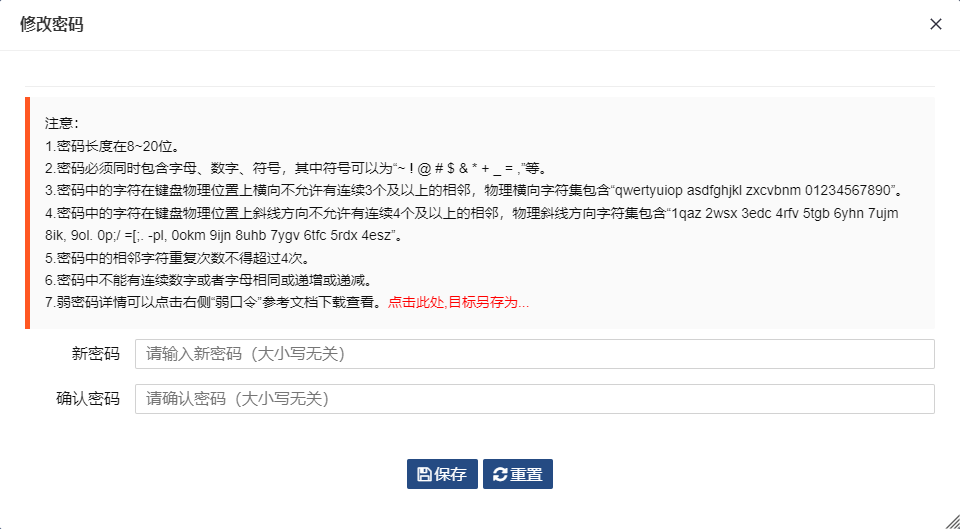 修改密码
注意：
1.密码长度在8~20位。
2.密码必须同时包含字母、数字、符号，其中符号可以为“~ ! @ # $ & * + _ = ,”等。
3.密码中的字符在键盘物理位置上横向不允许有连续3个及以上的相邻，物理横向字符集包含“qwertyuiop asdfghjkl zxcvbnm 01234567890”。
4.密码中的字符在键盘物理位置上斜线方向不允许有连续4个及以上的相邻，物理斜线方向字符集包含“1qaz 2wsx 3edc 4rfv 5tgb 6yhn 7ujm
8ik, 9ol. 0p;/ =[;. -pl, 0okm 9ijn 8uhb 7ygv 6tfc 5rdx 4esz”。
5.密码中的相邻字符重复次数不得超过4次。
6.密码中不能有连续数字或者字母相同或递增或递减。
7.弱密码详情可以点击右侧“弱口令”参考文档下载查看。点击此处,目标另存为...
新密码 请输入新密码（大小写无关）
确认密码 请确认密码（大小写无关）
保存 重置